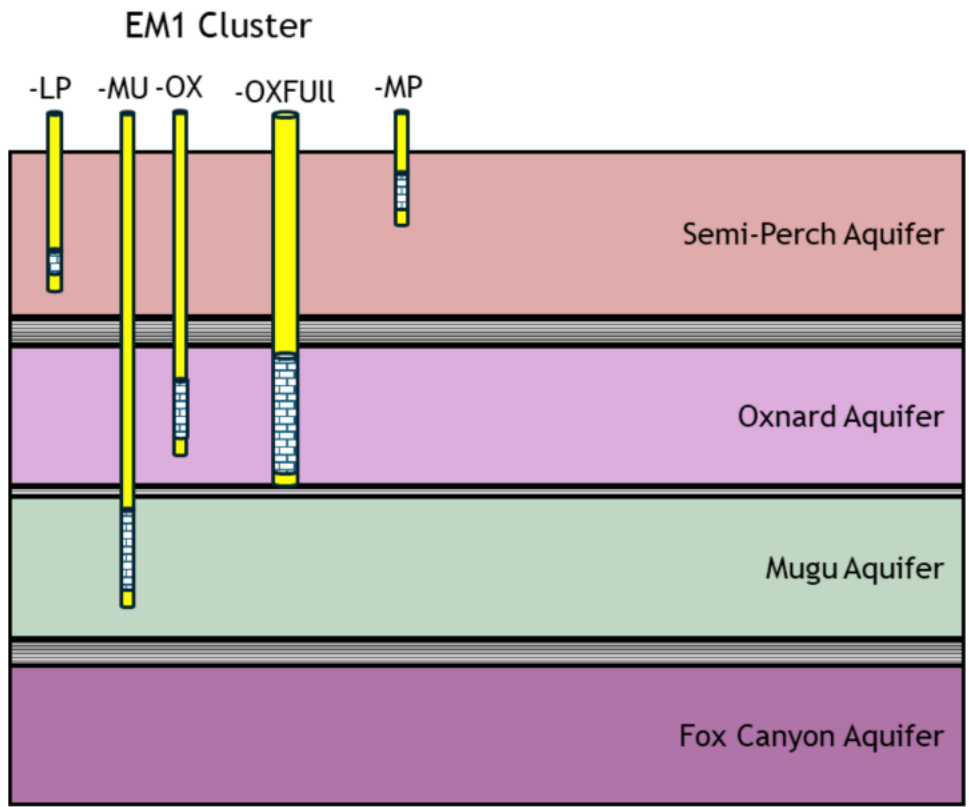 EM1 Cluster
-LP -MU -OX -OXFUll -MP
Semi-Perch Aquifer
Oxnard Aquifer
Mugu Aquifer
Fox Canyon Aquifer